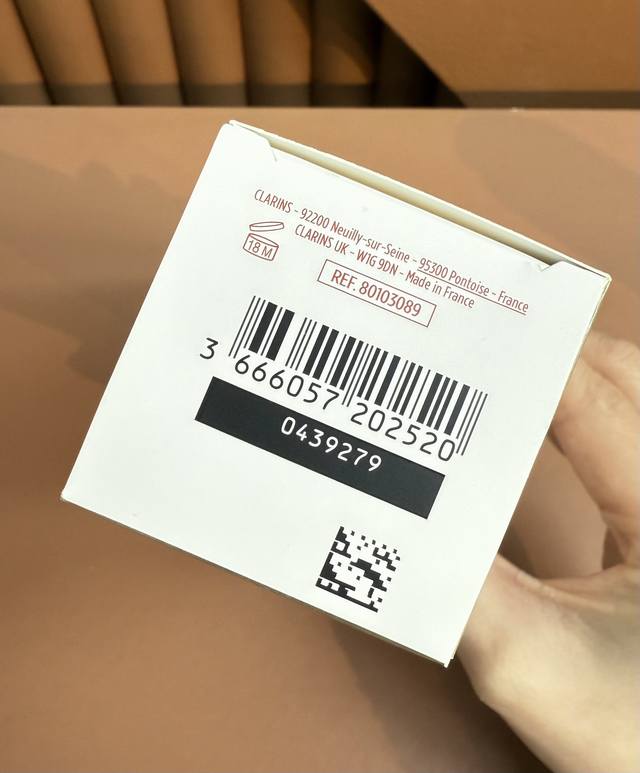 CLARINS - 92200 Neuilly-sur-Seine - 95300 Pontoise - France
CLARINS UK - W1G 9DN - Made in France
18 M
REF. 80103089
3 666057 202520
0439279